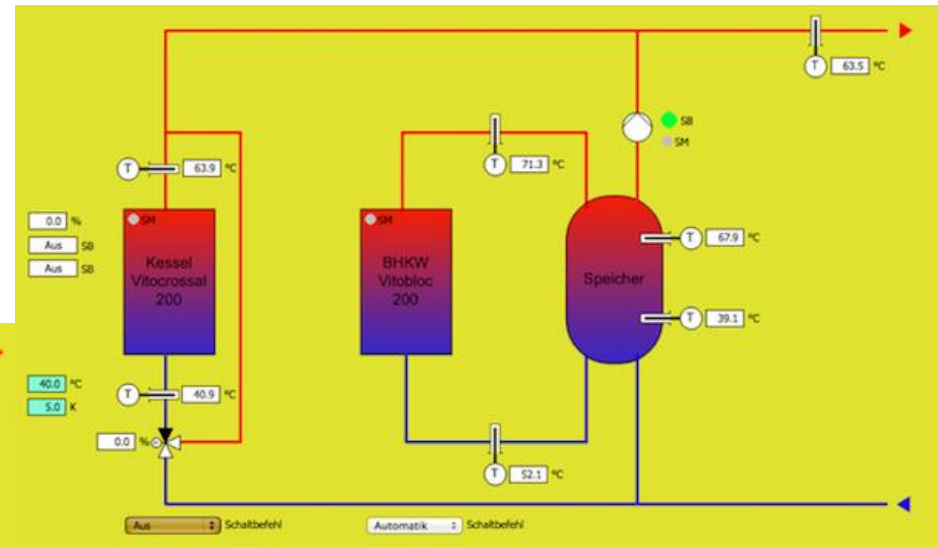 T 63.5 °C
SB
SM
T 71.3 °C
T 63.9 °C
0.0 %
Aus SB
Aus SB
SM
Kessel
Vitocrossal
200
SM
BHKW
Vitobloc
200
Speicher
T 67.9 °C
T 39.1 °C
40.0 °C
5.0 K
T 40.9 °C
0.0 %
T 52.1 °C
Aus Schaltbefehl
Automatik Schaltbefehl